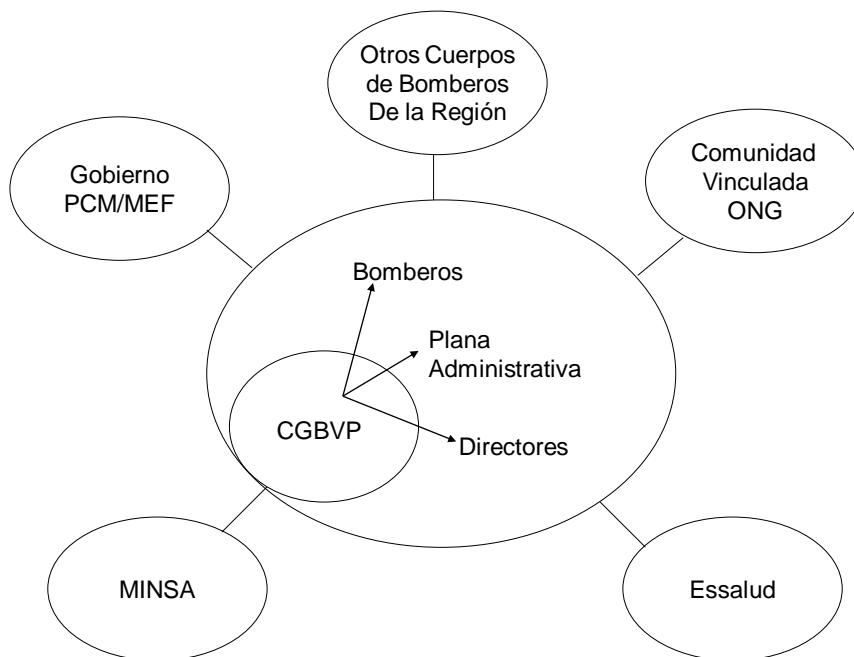 Otros Cuerpos
de Bomberos
De la Región
Gobierno
PCM/MEF
Comunidad
Vinculada
ONG
Bomberos
Plana
Administrativa
CGBVP
Directores
MINSA
Essalud